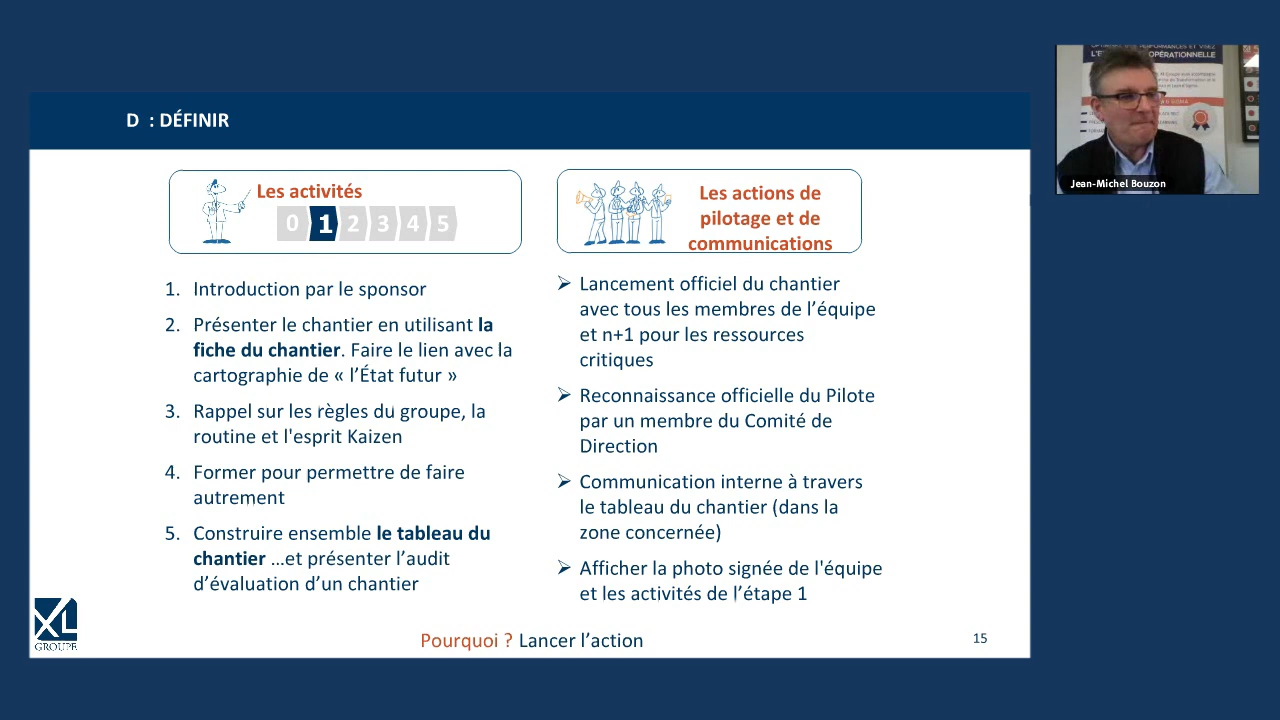 D : DÉFINIR
Les activités
0 1 2 3 4 5
1. Introduction par le sponsor
2. Présenter le chantier en utilisant la
fiche du chantier. Faire le lien avec la
cartographie de « l’État futur »
3. Rappel sur les règles du groupe, la
routine et l'esprit Kaizen
4. Former pour permettre de faire
autrement
5. Construire ensemble le tableau du
chantier …et présenter l’audit
d’évaluation d’un chantier
Les actions de
pilotage et de
communications
➢ Lancement officiel du chantier
avec tous les membres de l’équipe
et n+1 pour les ressources
critiques
➢ Reconnaissance officielle du Pilote
par un membre du Comité de
Direction
➢ Communication interne à travers
le tableau du chantier (dans la
zone concernée)
➢ Afficher la photo signée de l'équipe
et les activités de l’étape 1
XL
GROUPE
Pourquoi ? Lancer l’action
15
PERFORMANCES ET VISEZ
OPÉRATIONNELLE
Jean-Michel Bouzon